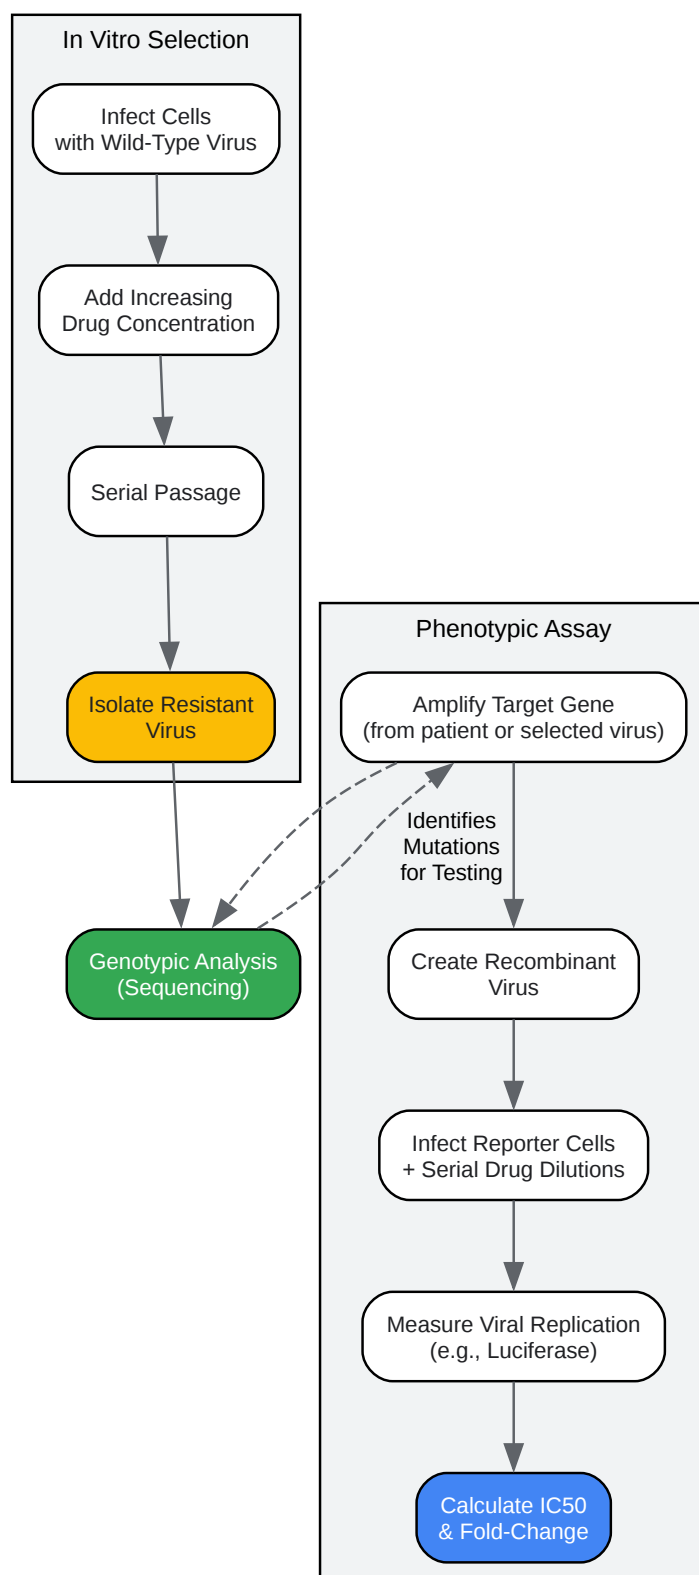 In Vitro Selection
Infect Cells
with Wild-Type Virus
Add Increasing
Drug Concentration
Serial Passage
Isolate Resistant
Virus
Genotypic Analysis
(Sequencing)
Phenotypic Assay
Amplify Target Gene
(from patient or selected virus)
Identifies
Mutations
for Testing
Create Recombinant
Virus
Infect Reporter Cells
+ Serial Drug Dilutions
Measure Viral Replication
(e.g., Luciferase)
Calculate IC50
& Fold-Change